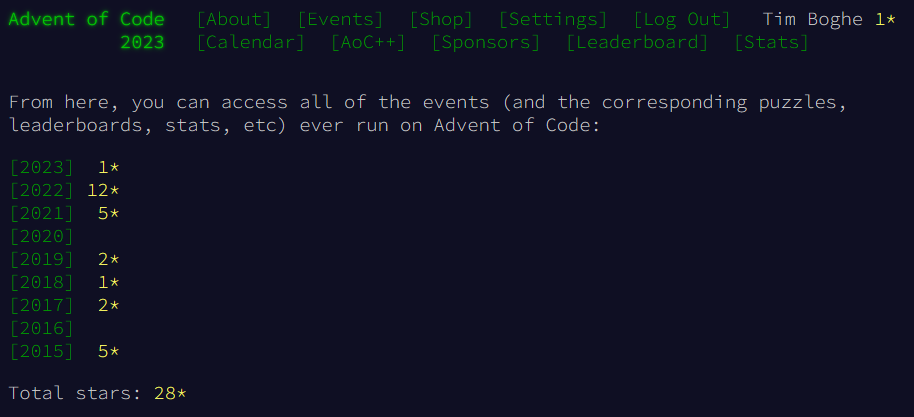 Advent of Code [About] [Events] [Shop] [Settings] [Log Out] Tim Boghe 1*
2023 [Calendar] [AoC++] [Sponsors] [Leaderboard] [Stats]
From here, you can access all of the events (and the corresponding puzzles,
leaderboards, stats, etc) ever run on Advent of Code:
[2023] 1*
[2022] 12*
[2021] 5*
[2020]
[2019] 2*
[2018] 1*
[2017] 2*
[2016]
[2015] 5*
Total stars: 28*